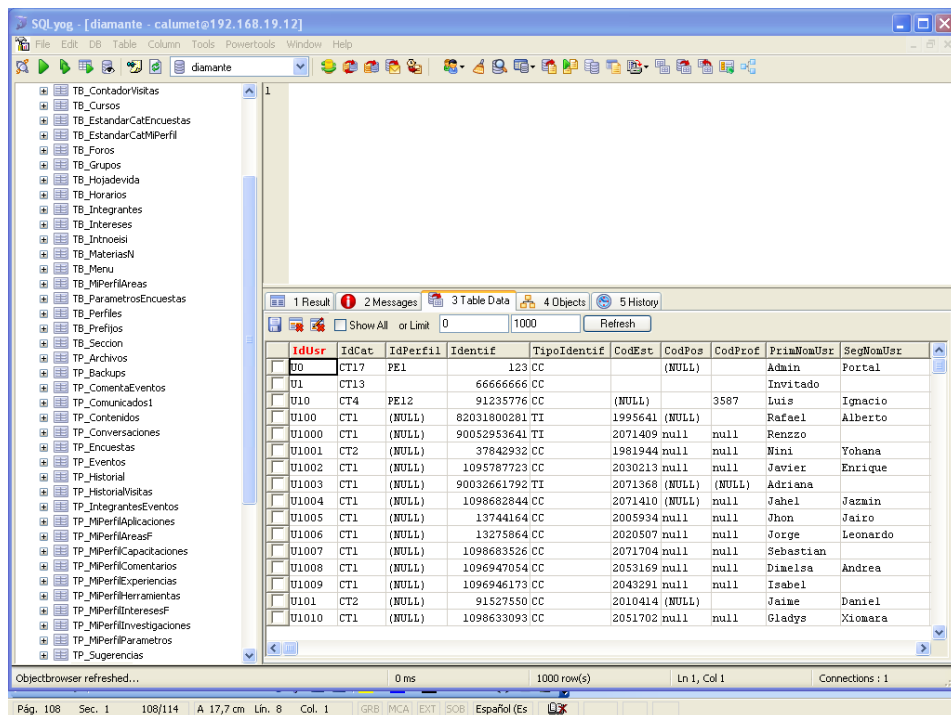 SQLyog - [diamante - calumet@192.168.19.12]
File Edit DB Table Column Tools Powertools Window Help
diamante
TB_ContadorVisitas
TB_Cursos
TB_EstandarCatEncuestas
TB_EstandarCatMiPerfil
TB_Foros
TB_Grupos
TB_Hojadevida
TB_Horarios
TB_Integrantes
TB_Intereses
TB_Intnoeisi
TB_MateriasN
TB_Menu
TB_MiPerfilAreas
TB_ParametrosEncuestas
TB_Perfiles
TB_Prefijos
TB_Seccion
TP_Archivos
TP_Backups
TP_ComentaEventos
TP_Comunicados1
TP_Contenidos
TP_Conversaciones
TP_Encuestas
TP_Eventos
TP_Historial
TP_HistorialVisitas
TP_IntegrantesEventos
TP_MiPerfilAplicaciones
TP_MiPerfilAreasF
TP_MiPerfilCapacitaciones
TP_MiPerfilComentarios
TP_MiPerfilExperiencias
TP_MiPerfilHerramientas
TP_MiPerfilInteresesF
TP_MiPerfilInvestigaciones
TP_MiPerfilParametros
TP_Sugerencias
1
1 Result 2 Messages 3 Table Data 4 Objects 5 History
Show All or Limit 0 1000 Refresh
IdUsr IdCat IdPerfil Identif TipoIdentif CodEst CodPos CodProf PrimNomUsr SegNomUsr
U0 CT17 PE1 123 CC (NULL) Admin Portal
U1 CT13 66666666 CC Invitado
U10 CT4 PE12 91235776 CC (NULL) 3587 Luis Ignacio
U100 CT1 (NULL) 82031800281 TI 1995641 (NULL) Rafael Alberto
U1000 CT1 (NULL) 90052953641 TI 2071409 null null Renzzo
U1001 CT2 (NULL) 37842932 CC 1981944 null null Nini Yohana
U1002 CT1 (NULL) 1095787723 CC 2030213 null null Javier Enrique
U1003 CT1 (NULL) 90032661792 TI 2071368 (NULL) (NULL) Adriana
U1004 CT1 (NULL) 1098682844 CC 2071410 (NULL) null Jahel Jazmin
U1005 CT1 (NULL) 13744164 CC 2005934 null null Jhon Jairo
U1006 CT1 (NULL) 13275864 CC 2020507 null null Jorge Leonardo
U1007 CT1 (NULL) 1098683526 CC 2071704 null null Sebastian
U1008 CT1 (NULL) 1096947054 CC 2053169 null null Dimelsa Andrea
U1009 CT1 (NULL) 1096946173 CC 2043291 null null Isabel
U101 CT2 (NULL) 91527550 CC 2010414 (NULL) Jaime Daniel
U1010 CT1 (NULL) 1098633093 CC 2051702 null null Gladys Xiomara
Objectbrowser refreshed... 0 ms 1000 row(s) Ln 1, Col 1 Connections : 1
Pág. 108 Sec. 1 108/114 A 17,7 cm Lín. 8 Col. 1 GRB MCA EXT SOB Español (Es